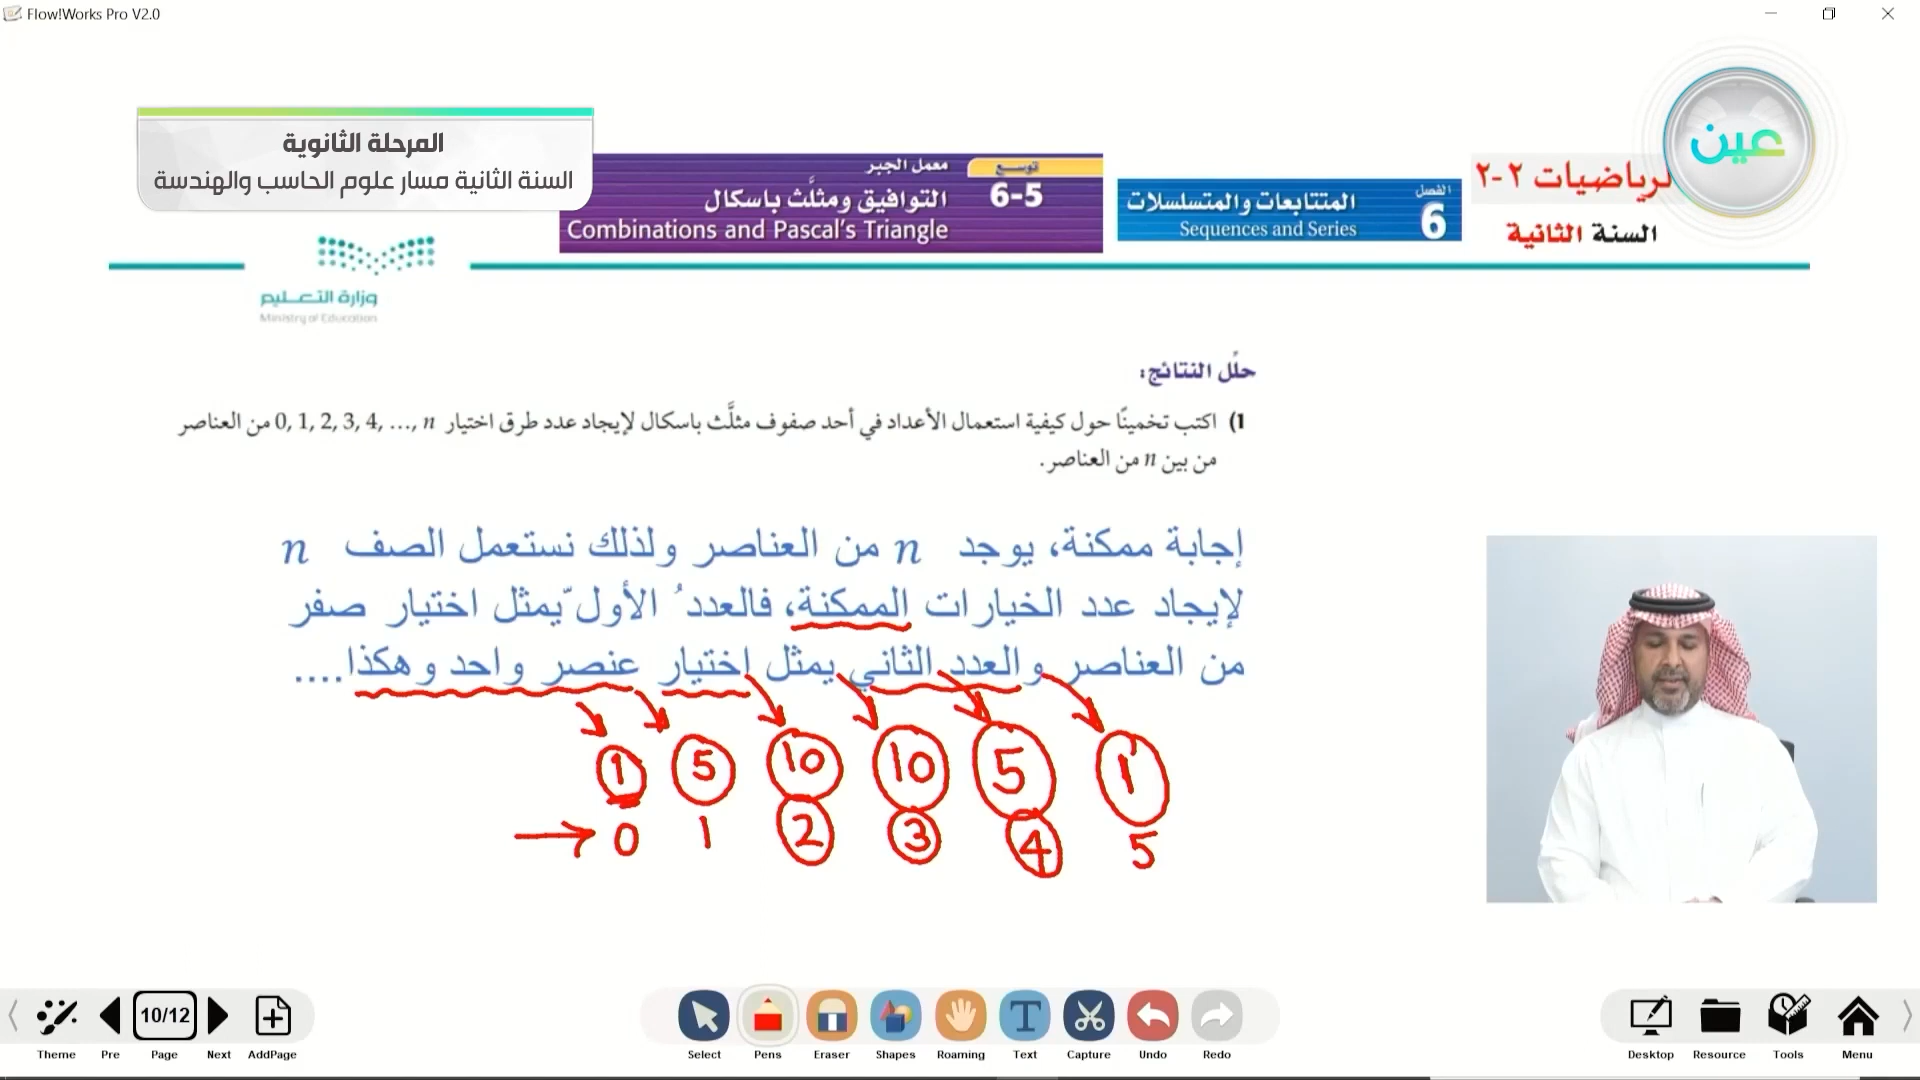 Flow!Works Pro V2.0
عين
المرحلة الثانوية
السنة الثانية مسار علوم الحاسب والهندسة
لرياضيات ٢-٢
السنة الثانية
الفصل
6
المتتابعات والمتسلسلات
Sequences and Series
توسع
6-5
معمل الجبر
التوافيق ومثلَّث باسكال
Combinations and Pascal's Triangle
وزارة التعليم
Ministry of Education
حلِّل النتائج:
1) اكتب تخمينًا حول كيفية استعمال الأعداد في أحد صفوف مثلَّث باسكال لإيجاد عدد طرق اختيار 0, 1, 2, 3, 4, …, n من العناصر
من بين n من العناصر.
إجابة ممكنة، يوجد n من العناصر ولذلك نستعمل الصف n
لإيجاد عدد الخيارات الممكنة، فالعددُ الأول ّيمثل اختيار صفر
من العناصر والعدد الثاني يمثل اختيار عنصر واحد وهكذا....
1 5 10 10 5 1
0 1 2 3 4 5
10/12
Theme Pre Page Next AddPage
Select Pens Eraser Shapes Roaming Text Capture Undo Redo
Desktop Resource Tools Menu